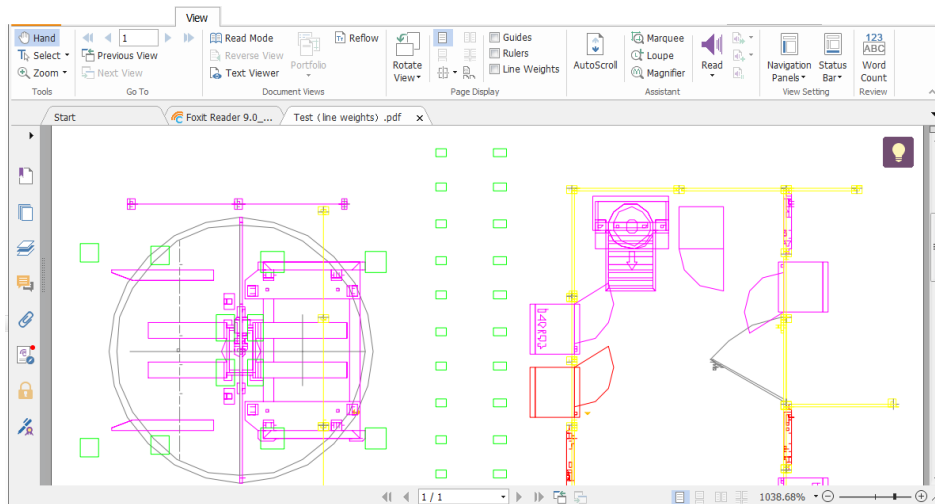 View
Hand
Select
Zoom
Tools
1
Previous View
Next View
Go To
Read Mode
Reverse View
Text Viewer
Portfolio
Reflow
Document Views
Rotate
View
Guides
Rulers
Line Weights
Page Display
AutoScroll
Marquee
Loupe
Magnifier
Read
Assistant
Navigation
Panels
Status
Bar
View Setting
123
ABC
Word
Count
Review
Start
Foxit Reader 9.0_...
Test (line weights) .pdf
1 / 1
1038.68%